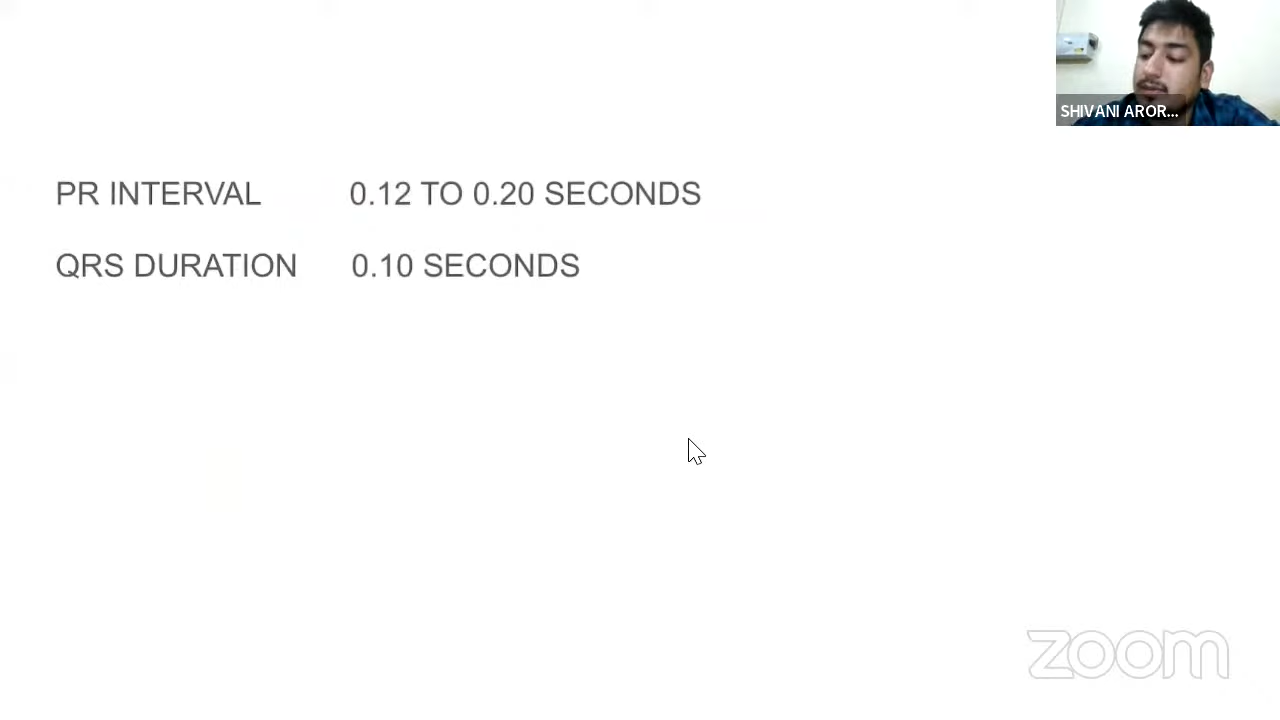 SHIVANI AROR...
PR INTERVAL 0.12 TO 0.20 SECONDS
QRS DURATION 0.10 SECONDS
zoom